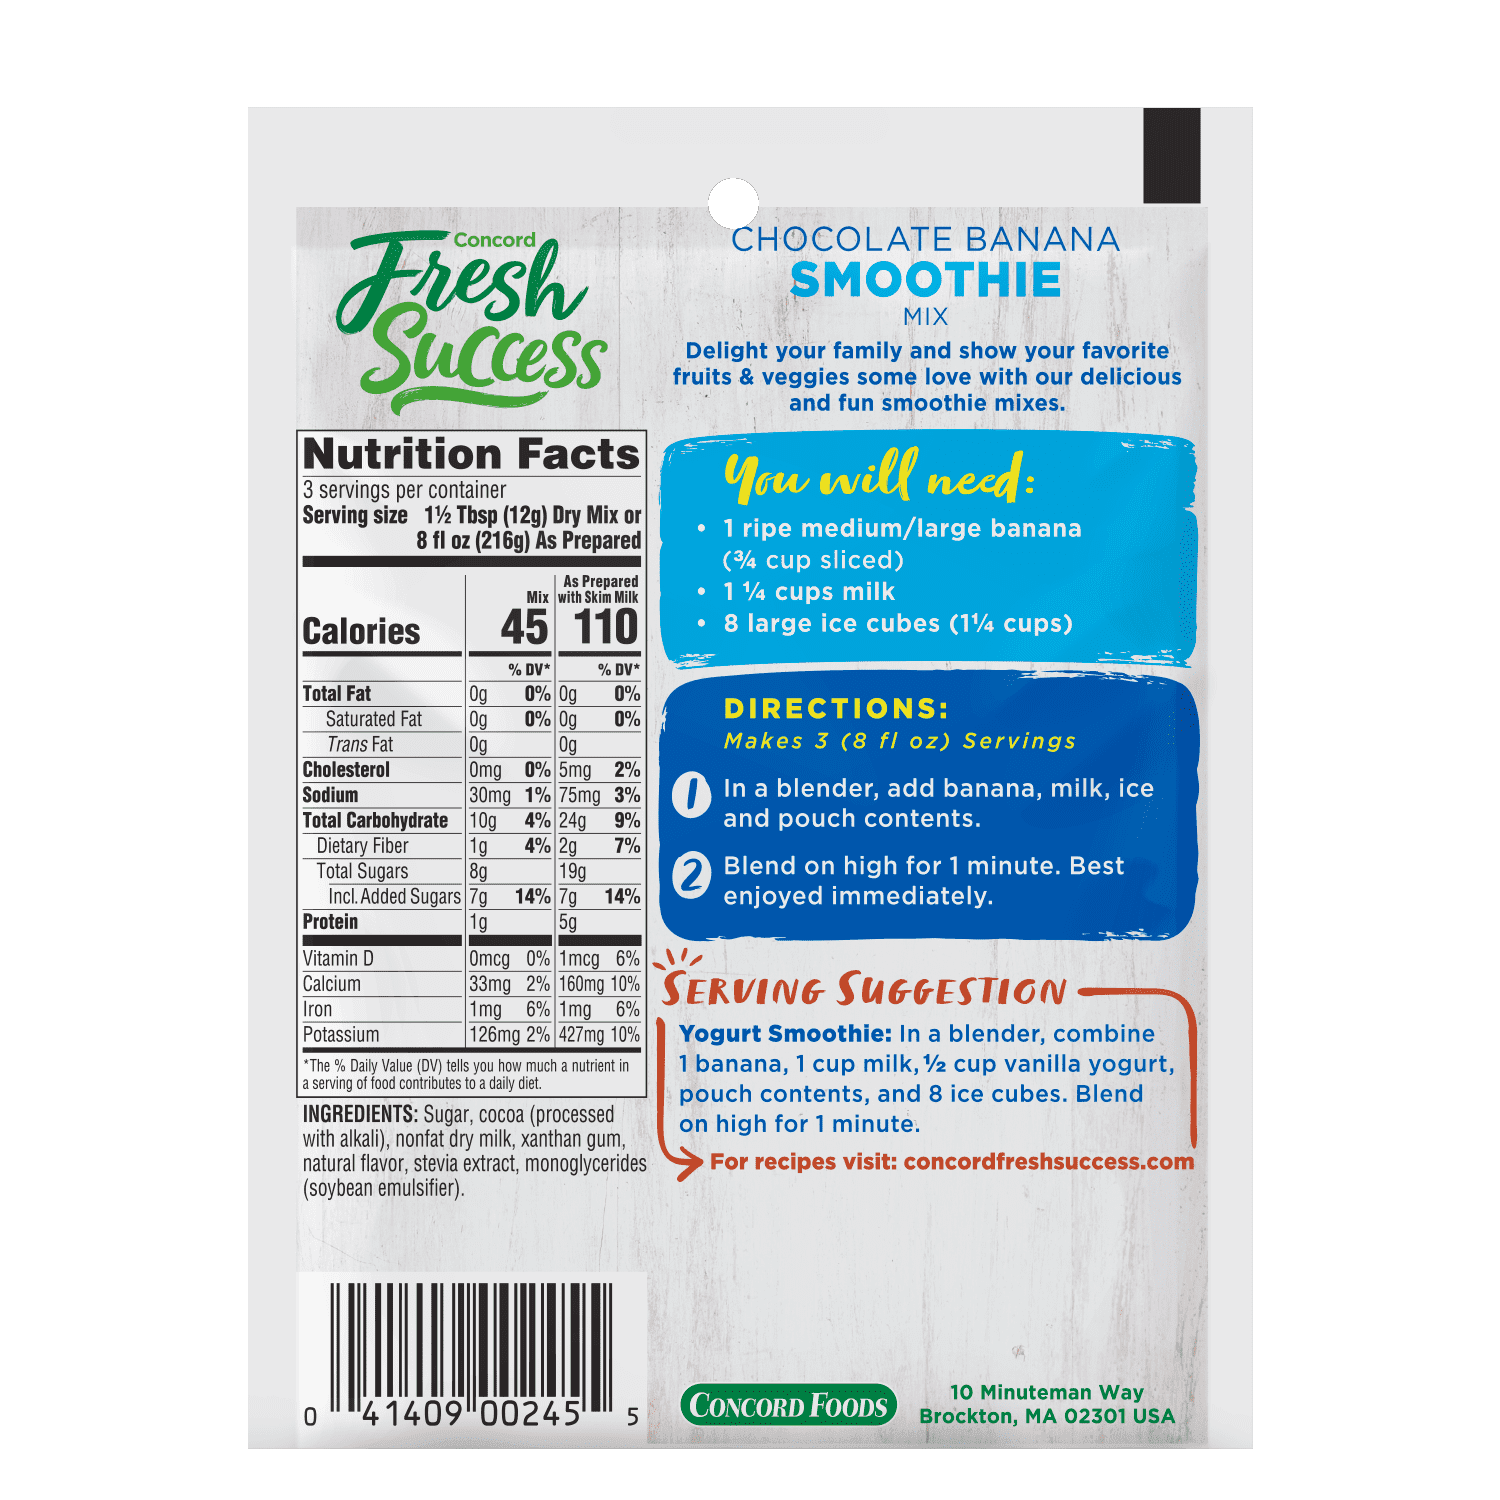 Concord
Fresh
Success
CHOCOLATE BANANA
SMOOTHIE
MIX
Delight your family and show your favorite
fruits & veggies some love with our delicious
and fun smoothie mixes.
Nutrition Facts
3 servings per container
Serving size 1½ Tbsp (12g) Dry Mix or
8 fl oz (216g) As Prepared
As Prepared
Mix with Skim Milk
Calories 45 110
% DV* % DV*
Total Fat 0g 0% 0g 0%
Saturated Fat 0g 0% 0g 0%
Trans Fat 0g 0g
Cholesterol 0mg 0% 5mg 2%
Sodium 30mg 1% 75mg 3%
Total Carbohydrate 10g 4% 24g 9%
Dietary Fiber 1g 4% 2g 7%
Total Sugars 8g 19g
Incl. Added Sugars 7g 14% 7g 14%
Protein 1g 5g
Vitamin D 0mcg 0% 1mcg 6%
Calcium 33mg 2% 160mg 10%
Iron 1mg 6% 1mg 6%
Potassium 126mg 2% 427mg 10%
*The % Daily Value (DV) tells you how much a nutrient in
a serving of food contributes to a daily diet.
INGREDIENTS: Sugar, cocoa (processed
with alkali), nonfat dry milk, xanthan gum,
natural flavor, stevia extract, monoglycerides
(soybean emulsifier).
0 41409 00245 5
You will need:
• 1 ripe medium/large banana
(¾ cup sliced)
• 1 ¼ cups milk
• 8 large ice cubes (1¼ cups)
DIRECTIONS:
Makes 3 (8 fl oz) Servings
1 In a blender, add banana, milk, ice
and pouch contents.
2 Blend on high for 1 minute. Best
enjoyed immediately.
SERVING SUGGESTION
Yogurt Smoothie: In a blender, combine
1 banana, 1 cup milk, ½ cup vanilla yogurt,
pouch contents, and 8 ice cubes. Blend
on high for 1 minute.
For recipes visit: concordfreshsuccess.com
CONCORD FOODS
10 Minuteman Way
Brockton, MA 02301 USA